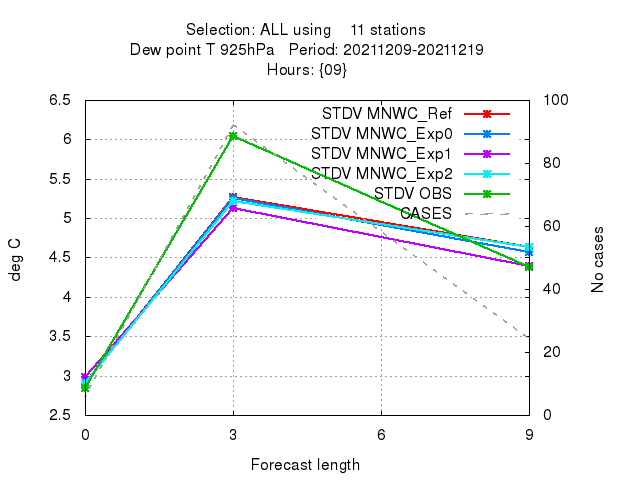 Selection: ALL using    11 stations
Dew point T 925hPa   Period: 20211209-20211219
Hours: {09}
6.5
6
5.5
5
4.5
4
3.5
3
2.5
100
80
60
40
20
0
STDV MNWC_Ref
STDV MNWC_Exp0
STDV MNWC_Exp1
STDV MNWC_Exp2
STDV OBS
CASES
deg C
No cases
0
3
6
9
Forecast length